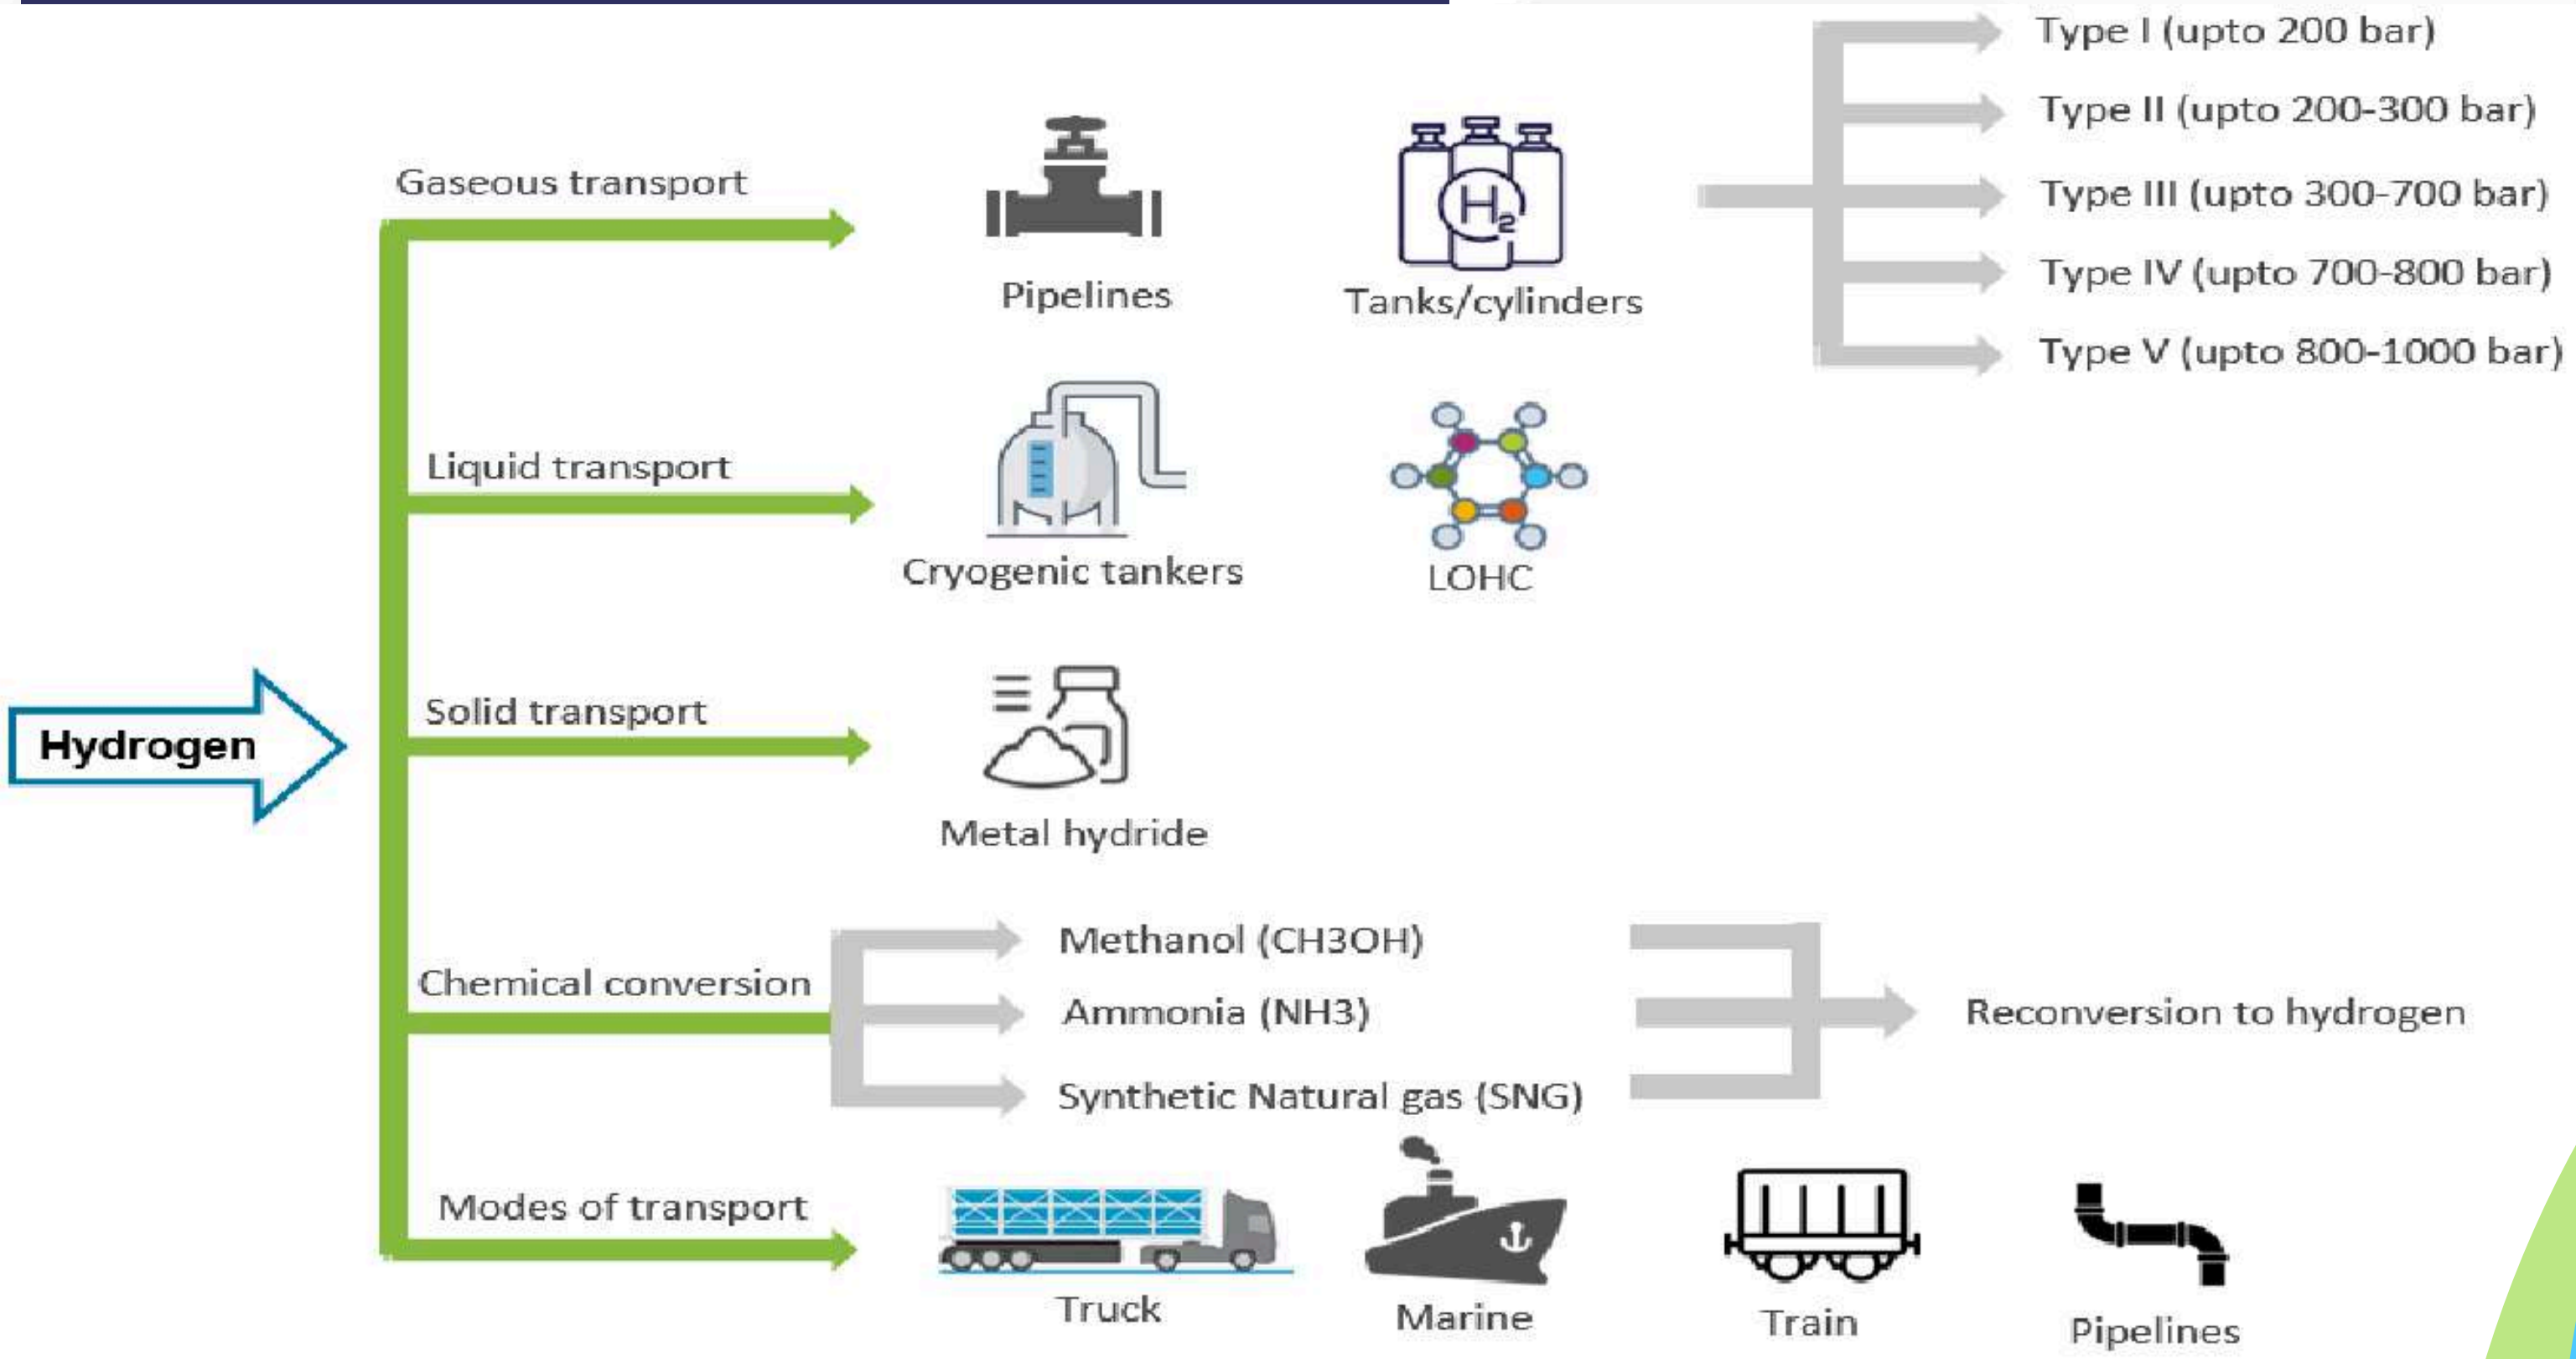 Type I (upto 200 bar)
Type II (upto 200-300 bar)
Gaseous transport
Type III (upto 300-700 bar)
H2
Pipelines
Tanks/cylinders
Type IV (upto 700-800 bar)
Type V (upto 800-1000 bar)
Liquid transport
Cryogenic tankers
LOHC
Solid transport
Hydrogen
Metal hydride
Chemical conversion
Methanol (CH3OH)
Ammonia (NH3)
Synthetic Natural gas (SNG)
Reconversion to hydrogen
Modes of transport
Truck
Marine
Train
Pipelines